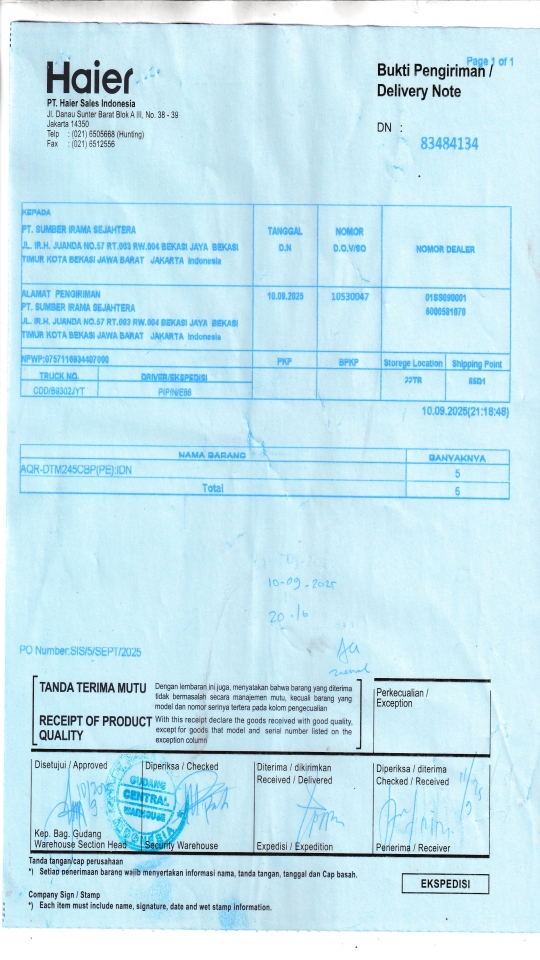 Page 1 of 1
Haier
Bukti Pengiriman /
Delivery Note
PT. Haier Sales Indonesia
Jl. Danau Sunter Barat Blok A III, No. 38 - 39
Jakarta 14350
Telp : (021) 6505668 (Hunting)
Fax : (021) 6512556
DN :
83484134
KEPADA
PT. SUMBER IRAMA SEJAHTERA
JL. IR.H. JUANDA NO.57 RT.003 RW.004 BEKASI JAYA BEKASI
TIMUR KOTA BEKASI JAWA BARAT JAKARTA Indonesia
TANGGAL
D.N
NOMOR
D.O.V/SO
NOMOR DEALER
ALAMAT PENGIRIMAN
PT. SUMBER IRAMA SEJAHTERA
JL. IR.H. JUANDA NO.57 RT.003 RW.004 BEKASI JAYA BEKASI
TIMUR KOTA BEKASI JAWA BARAT JAKARTA Indonesia
10.09.2025
10530047
NPWP:
PKP
BPKP
Storege Location
Shipping Point
TRUCK NO.
DRIVER/EKSPEDISI
10.09.2025(21:18:48)
NAMA BARANG
BANYAKNYA
AQR-DTM245CBP(PE):IDN
5
Total
5
10-09-2025
PO Number:SIS/5/SEPT/2025
TANDA TERIMA MUTU
Dengan lembaran ini juga, menyatakan bahwa barang yang diterima
tidak bermasalah secara manajemen mutu, kecuali barang yang
model dan nomor serinya tertera pada kolom pengecualian
RECEIPT OF PRODUCT
QUALITY
With this receipt declare the goods received with good quality,
except for goods that model and serial number listed on the
exception column
Perkecualian /
Exception
Disetujui / Approved
Diperiksa / Checked
Diterima / dikirimkan
Received / Delivered
Diperiksa / diterima
Checked / Received
GUDANG
CENTRAL
WAREHOUSE
INDONESIA
Kep. Bag. Gudang
Warehouse Section Head
Security Warehouse
Expedisi / Expedition
Penerima / Receiver
Tanda tangan/cap perusahaan
*) Setiap penerimaan barang wajib menyertakan informasi nama, tanda tangan, tanggal dan Cap basah.
EKSPEDISI
Company Sign / Stamp
*) Each item must include name, signature, date and wet stamp information.